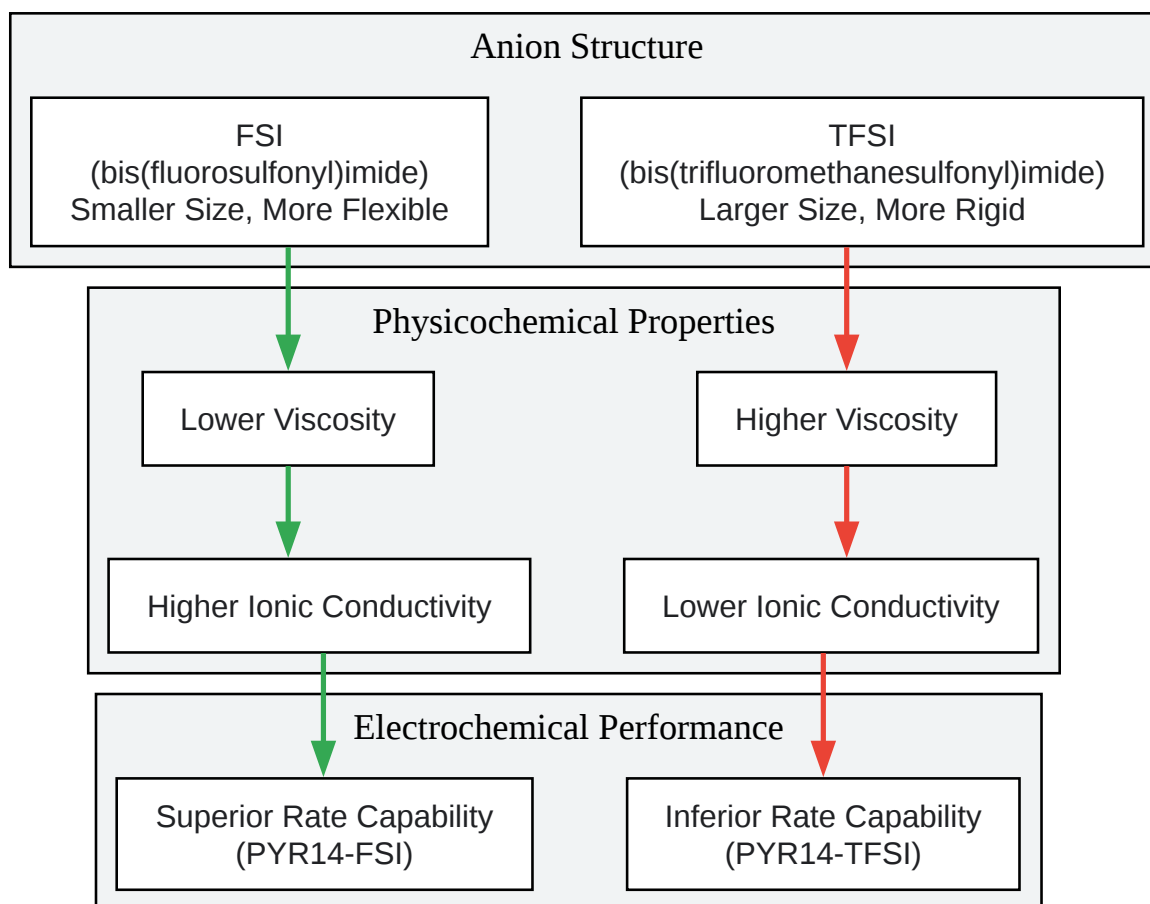 Anion Structure
FSI
(bis(fluorosulfonyl)imide)
Smaller Size, More Flexible
TFSI
(bis(trifluoromethanesulfonyl)imide)
Larger Size, More Rigid
Physicochemical Properties
Lower Viscosity
Higher Viscosity
Higher Ionic Conductivity
Lower Ionic Conductivity
Electrochemical Performance
Superior Rate Capability
(PYR14-FSI)
Inferior Rate Capability
(PYR14-TFSI)